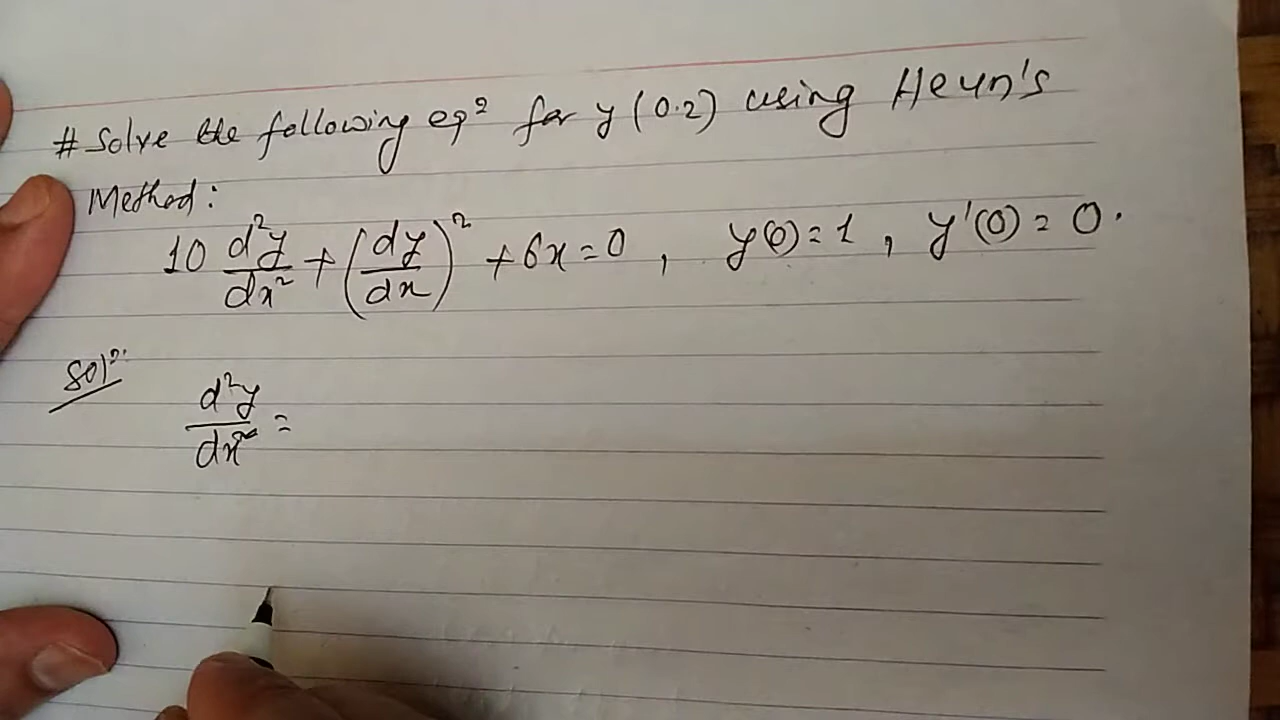 # Solve the following eqⁿ for y(0.2) using Heun's
Method:
10 d²y/dx² + (dy/dx)² + 6x = 0 , y(0) = 1 , y'(0) = 0.
Solⁿ:
d²y/dx² =